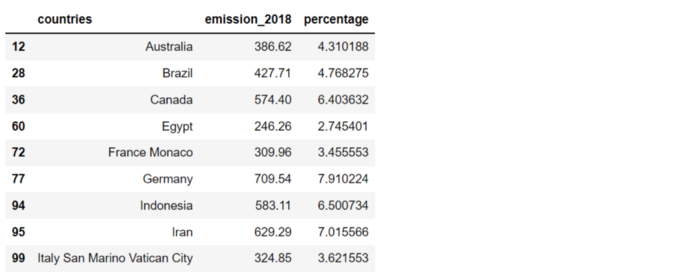 countries emission_2018 percentage
12 Australia 386.62 4.310188
28 Brazil 427.71 4.768275
36 Canada 574.40 6.403632
60 Egypt 246.26 2.745401
72 France Monaco 309.96 3.455553
77 Germany 709.54 7.910224
94 Indonesia 583.11 6.500734
95 Iran 629.29 7.015566
99 Italy San Marino Vatican City 324.85 3.621553